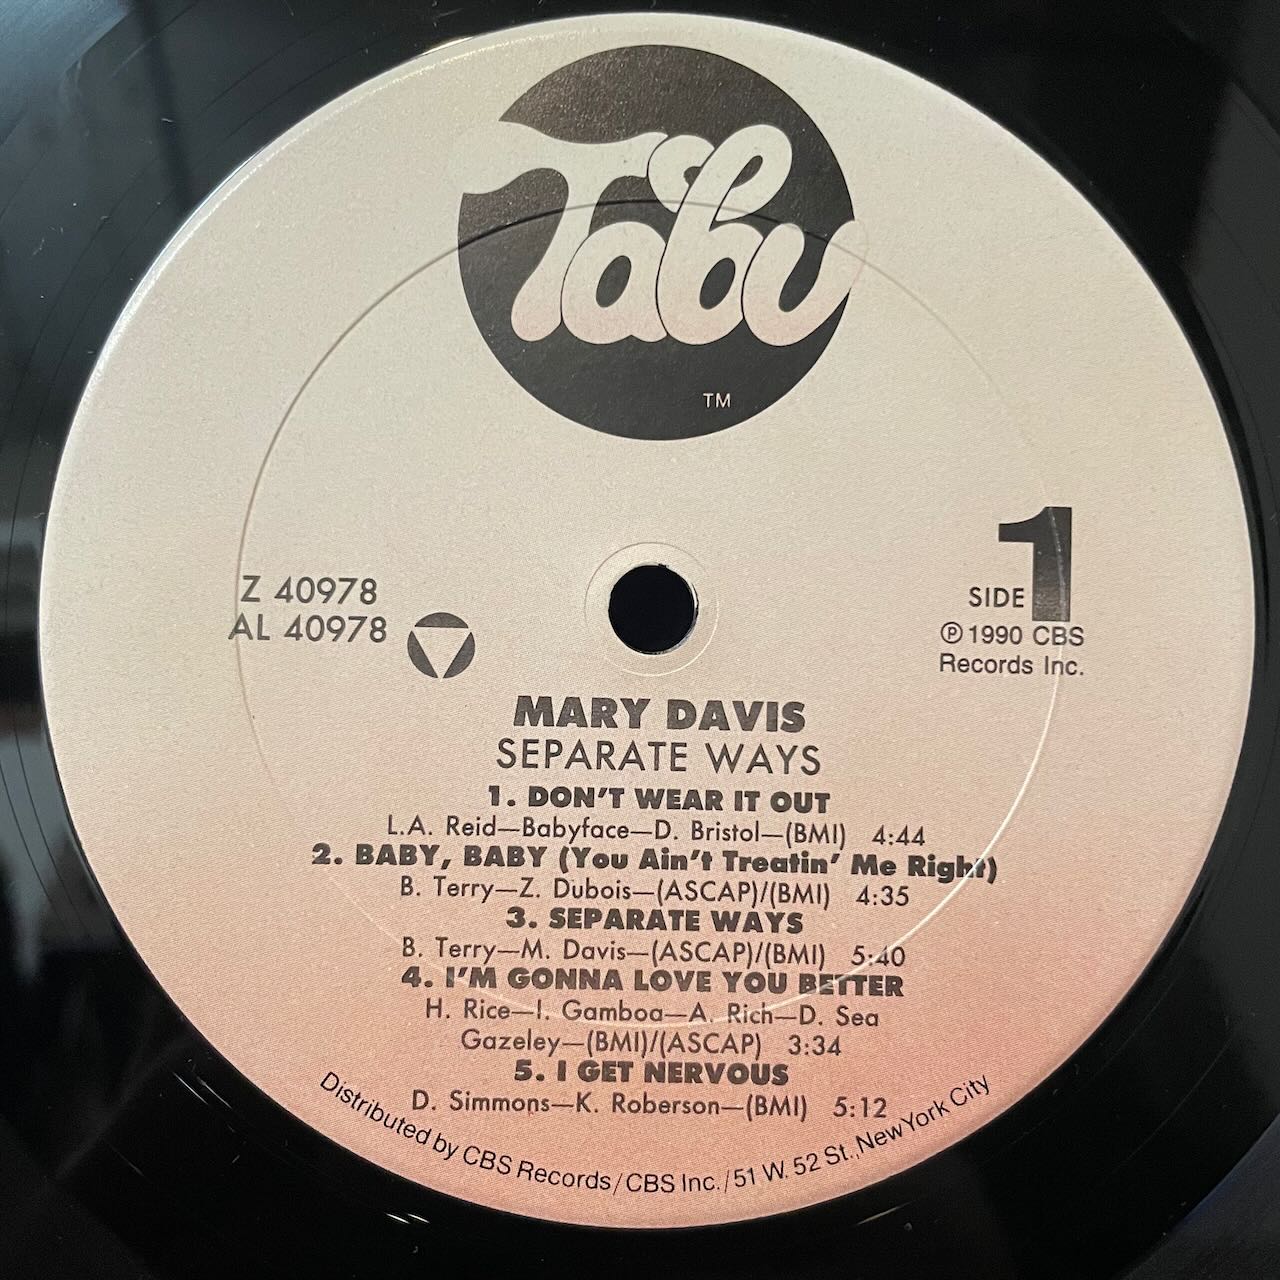 Tabu
TM
Z 40978
AL 40978
SIDE 1
℗ 1990 CBS
Records Inc.
MARY DAVIS
SEPARATE WAYS
1. DON'T WEAR IT OUT
L.A. Reid—Babyface—D. Bristol—(BMI) 4:44
2. BABY, BABY (You Ain't Treatin' Me Right)
B. Terry—Z. Dubois—(ASCAP)/(BMI) 4:35
3. SEPARATE WAYS
B. Terry—M. Davis—(ASCAP)/(BMI) 5:40
4. I'M GONNA LOVE YOU BETTER
H. Rice—I. Gamboa—A. Rich—D. Sea
Gazeley—(BMI)/(ASCAP) 3:34
5. I GET NERVOUS
D. Simmons—K. Roberson—(BMI) 5:12
Distributed by CBS Records/CBS Inc./51 W. 52 St., New York City